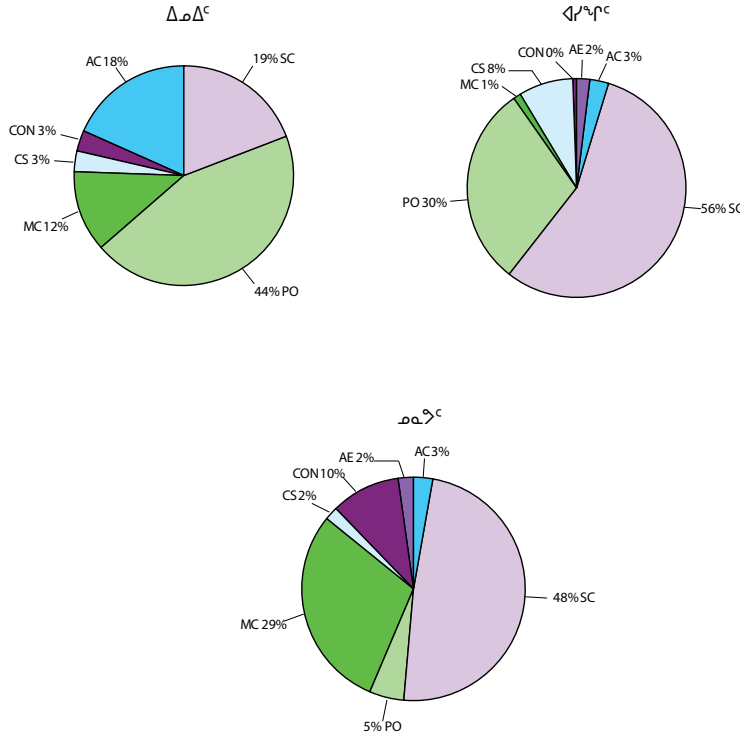 ᐃᓄᐃᑦ
AC 18%
19% SC
CON 3%
CS 3%
MC 12%
44% PO
ᐊᓯᖏᑦ
CON 0%
AE 2%
AC 3%
CS 8%
MC 1%
PO 30%
56% SC
ᓄᓇᕗᑦ
AE 2%
AC 3%
CON 10%
CS 2%
48% SC
MC 29%
5% PO